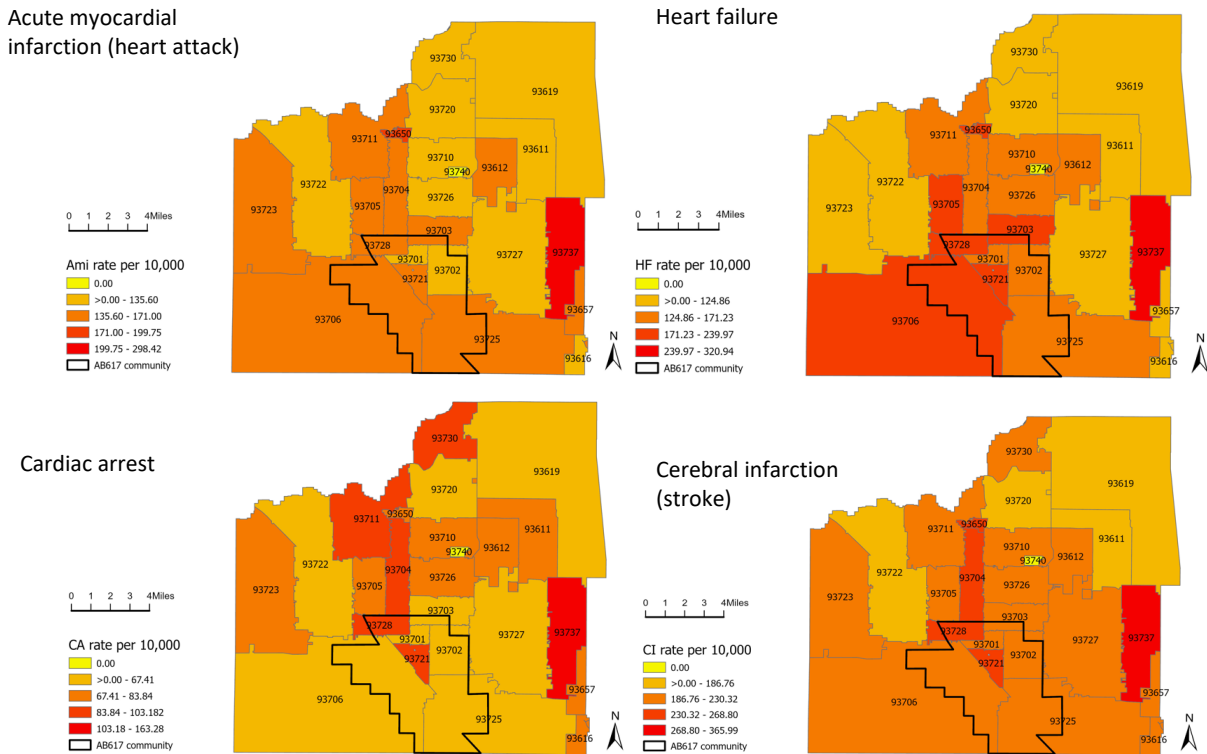 Acute myocardial
infarction (heart attack)
93730
93619
93720
93711
93650
93611
93710
93612
93740
93722
93704
93726
93705
93723
93703
93737
93728
93727
93701
93702
93721
93706
93657
93725
93616
0 1 2 3 4Miles
Ami rate per 10,000
0.00
>0.00 - 135.60
135.60 - 171.00
171.00 - 199.75
199.75 - 298.42
AB617 community
N
Heart failure
93730
93619
93720
93711
93650
93611
93710
93612
93740
93722
93704
93726
93705
93723
93703
93737
93728
93727
93701
93702
93721
93706
93657
93725
93616
0 1 2 3 4Miles
HF rate per 10,000
0.00
>0.00 - 124.86
124.86 - 171.23
171.23 - 239.97
239.97 - 320.94
AB617 community
N
Cardiac arrest
93730
93619
93720
93711
93650
93611
93710
93612
93740
93722
93704
93726
93705
93723
93703
93737
93728
93727
93701
93702
93721
93706
93657
93725
93616
0 1 2 3 4Miles
CA rate per 10,000
0.00
>0.00 - 67.41
67.41 - 83.84
83.84 - 103.182
103.18 - 163.28
AB617 community
N
Cerebral infarction
(stroke)
93730
93619
93720
93711
93650
93611
93710
93612
93740
93722
93704
93726
93705
93723
93703
93737
93728
93727
93701
93702
93721
93706
93657
93725
93616
0 1 2 3 4Miles
CI rate per 10,000
0.00
>0.00 - 186.76
186.76 - 230.32
230.32 - 268.80
268.80 - 365.99
AB617 community
N